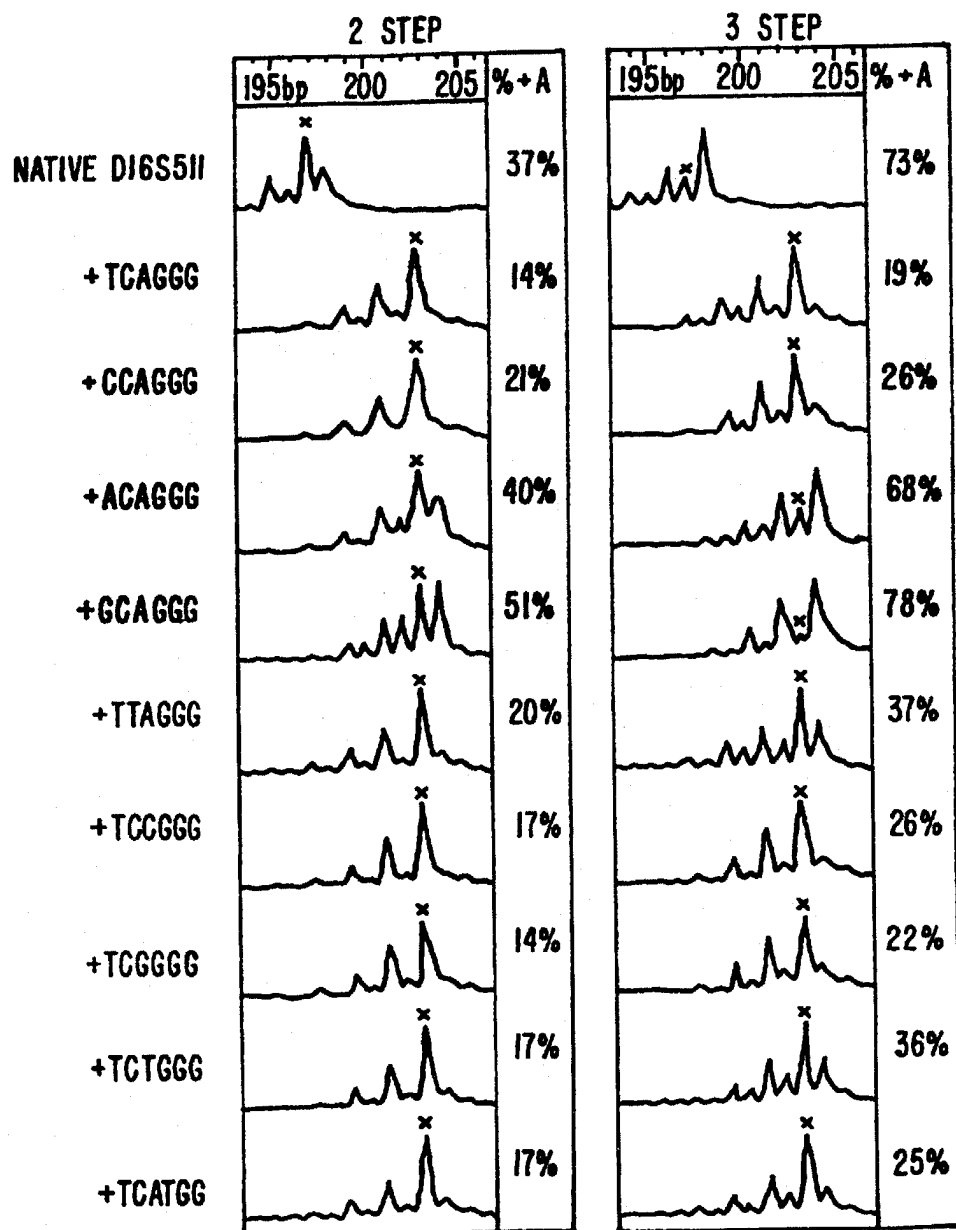 2 STEP 3 STEP
195bp 200 205 % + A 195bp 200 205 % + A
x
NATIVE D16S511 37% x 73%
x x
+TCAGGG 14% 19%
x x
+CCAGGG 21% 26%
x
+ACAGGG 40% x 68%
x
+GCAGGG 51% x 78%
x x
+TTAGGG 20% 37%
x x
+TCCGGG 17% 26%
x x
+TCGGGG 14% 22%
x x
+TCTGGG 17% 36%
x x
+TCATGG 17% 25%